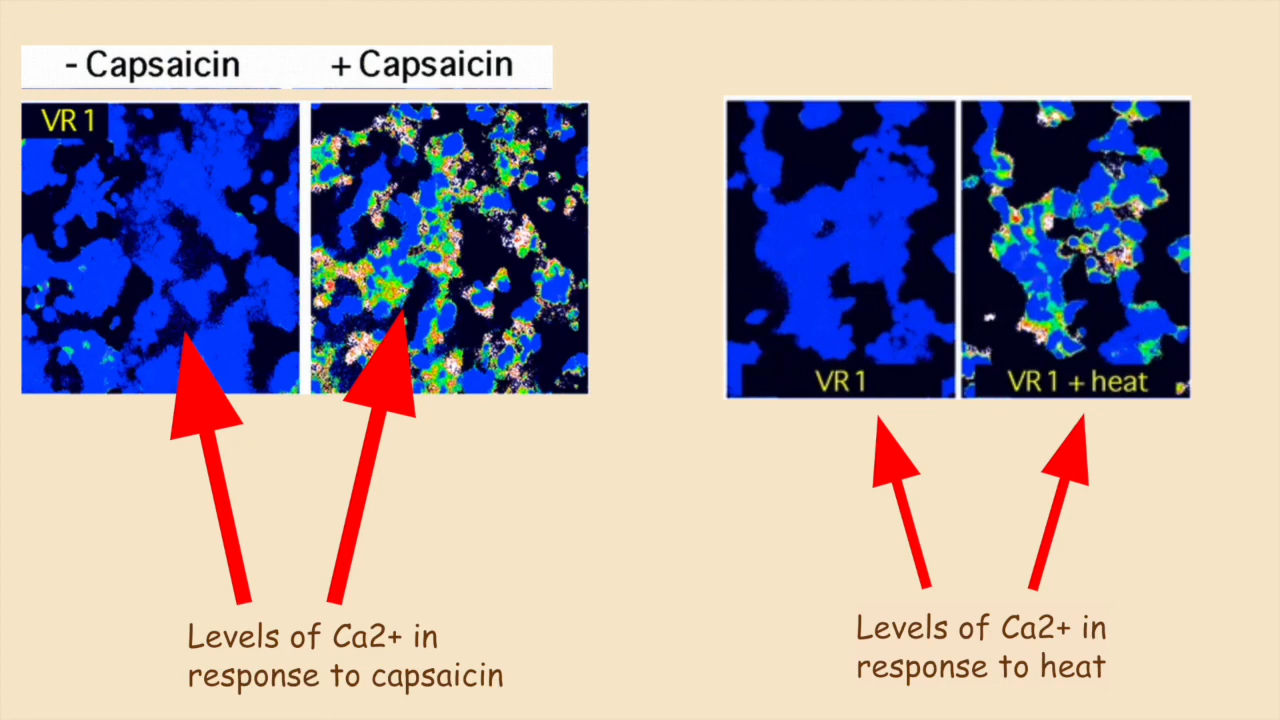 - Capsaicin + Capsaicin
VR 1
VR 1
VR 1 + heat
Levels of Ca2+ in
response to capsaicin
Levels of Ca2+ in
response to heat